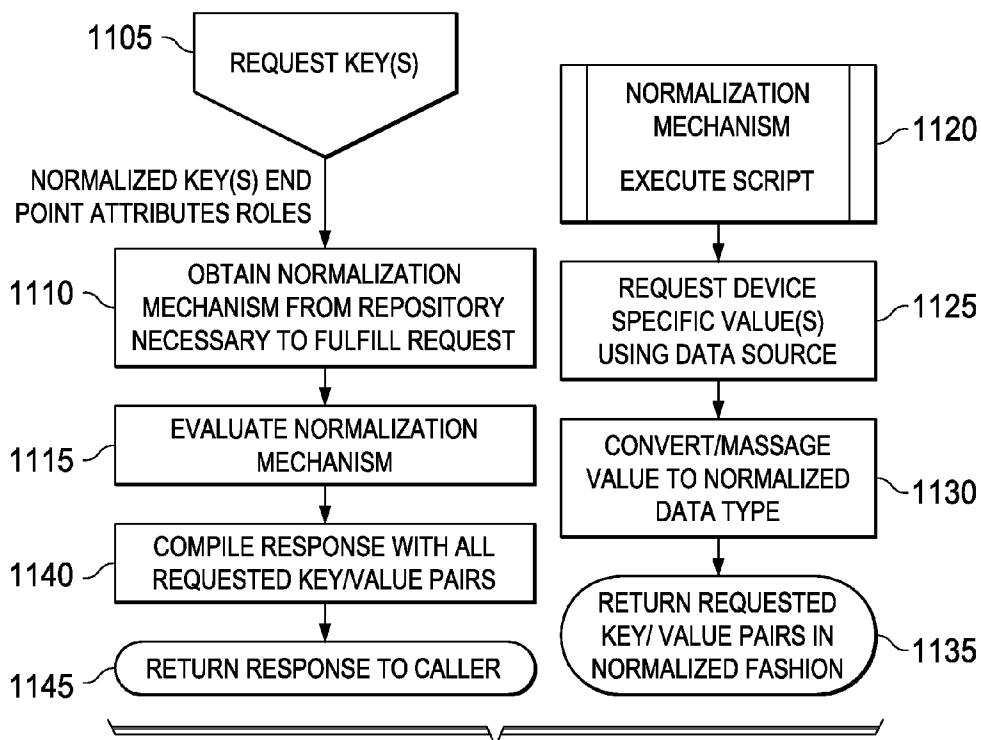 1105
REQUEST KEY(S)
NORMALIZED KEY(S) END
POINT ATTRIBUTES ROLES
1110
OBTAIN NORMALIZATION
MECHANISM FROM REPOSITORY
NECESSARY TO FULFILL REQUEST
1115
EVALUATE NORMALIZATION
MECHANISM
1140
COMPILE RESPONSE WITH ALL
REQUESTED KEY/VALUE PAIRS
1145
RETURN RESPONSE TO CALLER
NORMALIZATION
MECHANISM
EXECUTE SCRIPT
1120
REQUEST DEVICE
SPECIFIC VALUE(S)
USING DATA SOURCE
1125
CONVERT/MASSAGE
VALUE TO NORMALIZED
DATA TYPE
1130
RETURN REQUESTED
KEY/ VALUE PAIRS IN
NORMALIZED FASHION
1135